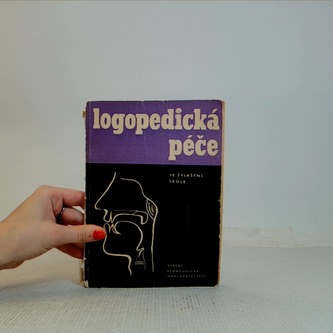 logopedická
péče
VE ZVLÁŠTNÍ
ŠKOLE
STÁTNÍ
PEDAGOGICKÉ
NAKLADATELSTVÍ